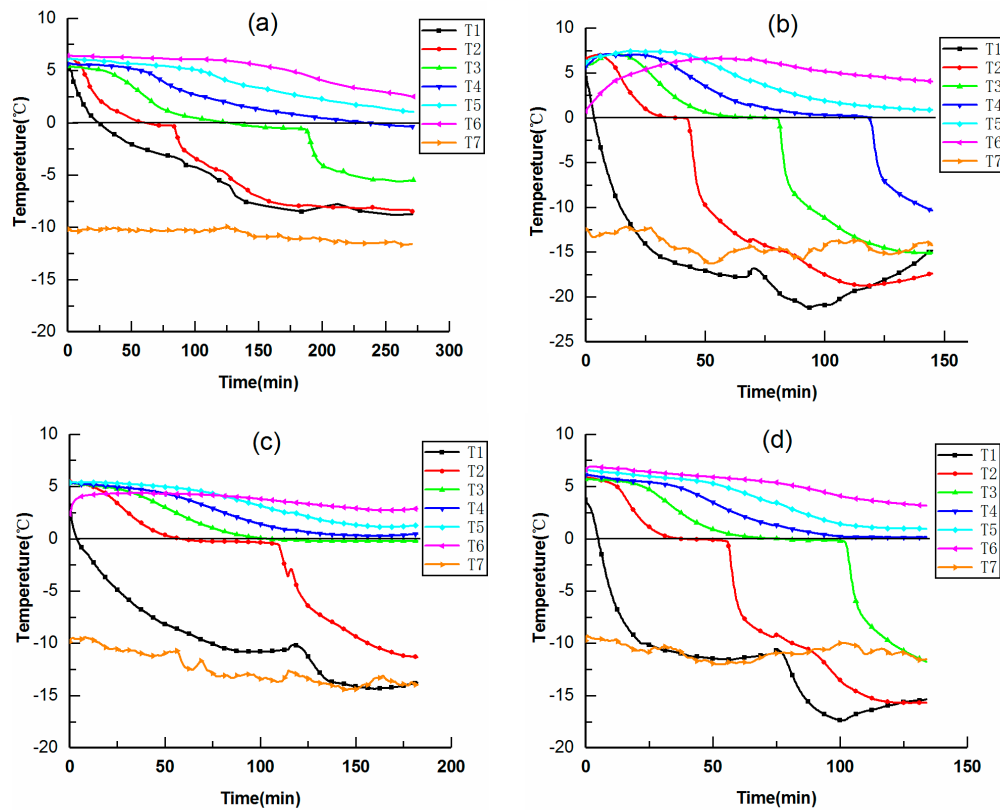 (a)
10
5
0
-5
-10
-15
-20
0 50 100 150 200 250 300
Tempereture(℃)
Time(min)
T1
T2
T3
T4
T5
T6
T7
(b)
10
5
0
-5
-10
-15
-20
-25
0 50 100 150
Tempereture(℃)
Time(min)
T1
T2
T3
T4
T5
T6
T7
(c)
10
5
0
-5
-10
-15
-20
0 50 100 150 200
Tempereture(℃)
Time(min)
T1
T2
T3
T4
T5
T6
T7
(d)
10
5
0
-5
-10
-15
-20
0 50 100 150
Tempereture(℃)
Time(min)
T1
T2
T3
T4
T5
T6
T7